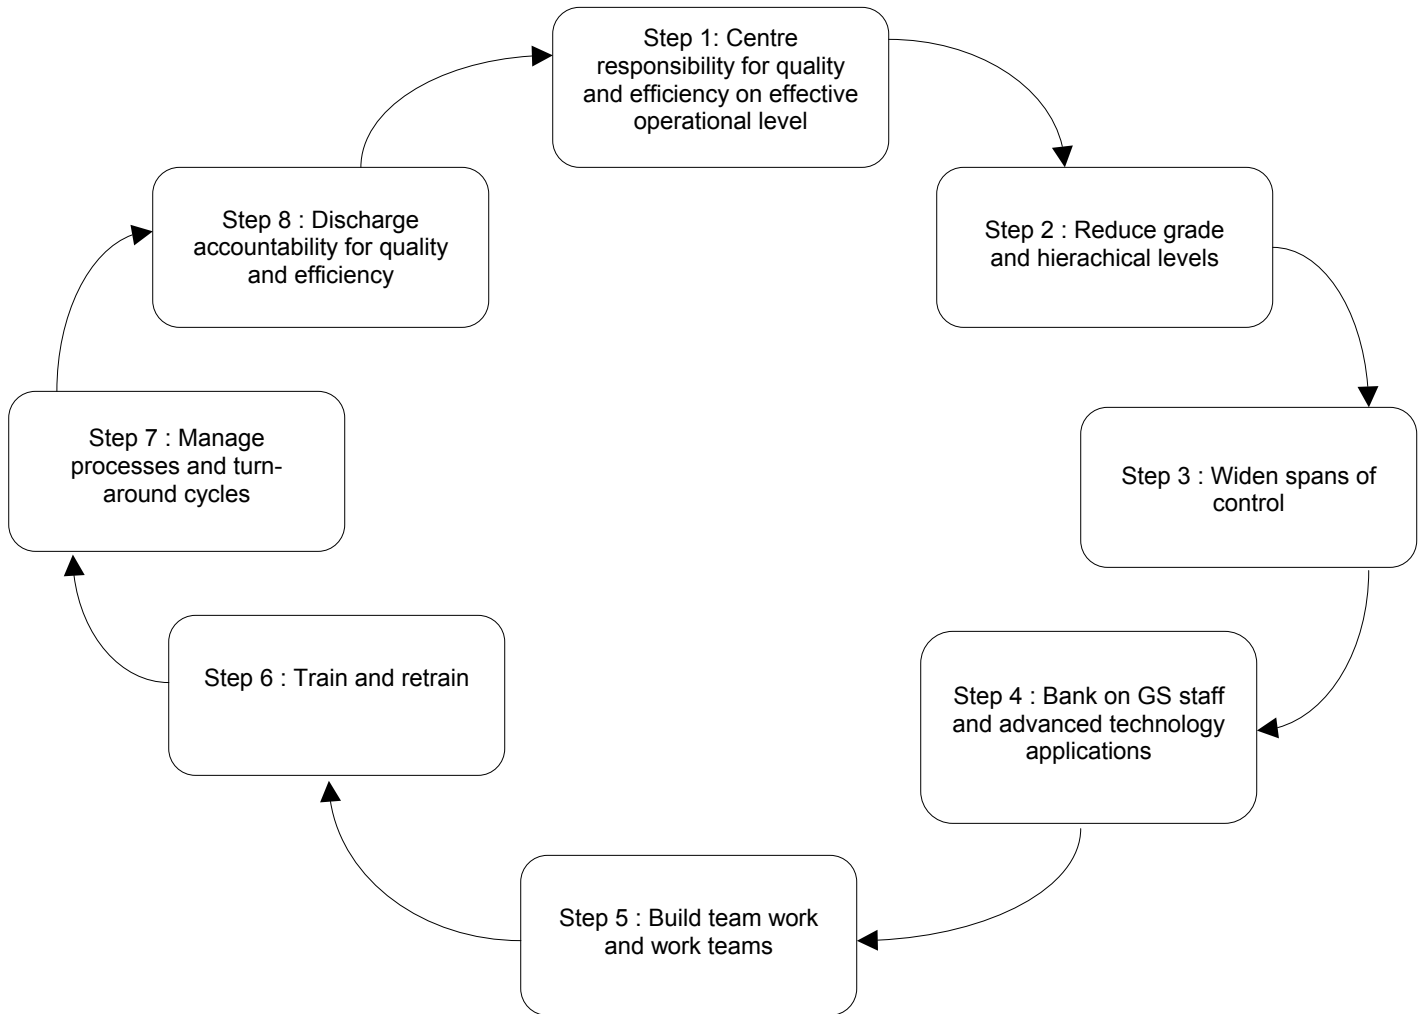 Step 1: Centre
responsibility for quality
and efficiency on effective
operational level
Step 2 : Reduce grade
and hierachical levels
Step 3 : Widen spans of
control
Step 4 : Bank on GS staff
and advanced technology
applications
Step 5 : Build team work
and work teams
Step 6 : Train and retrain
Step 7 : Manage
processes and turn-
around cycles
Step 8 : Discharge
accountability for quality
and efficiency